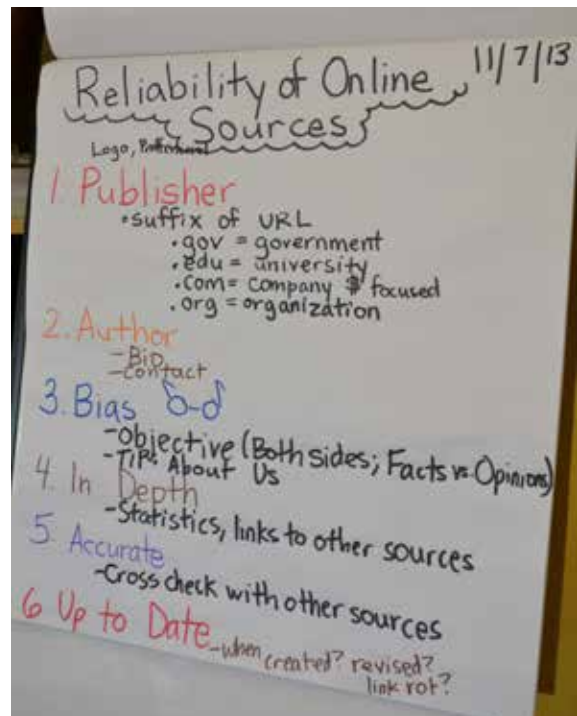 Reliability of Online 11/7/13
Sources
Logo,
1. Publisher
• suffix of URL
• .gov = government
• .edu = university
• .com = company $ focused
• .org = organization
2. Author
- Bio
- Contact
3. Bias
- Objective (Both sides; Facts vs. Opinions)
- TIP: About Us
4. In Depth
- Statistics, links to other sources
5. Accurate
- Cross check with other sources
6 Up to Date - when created? revised?
link rot?